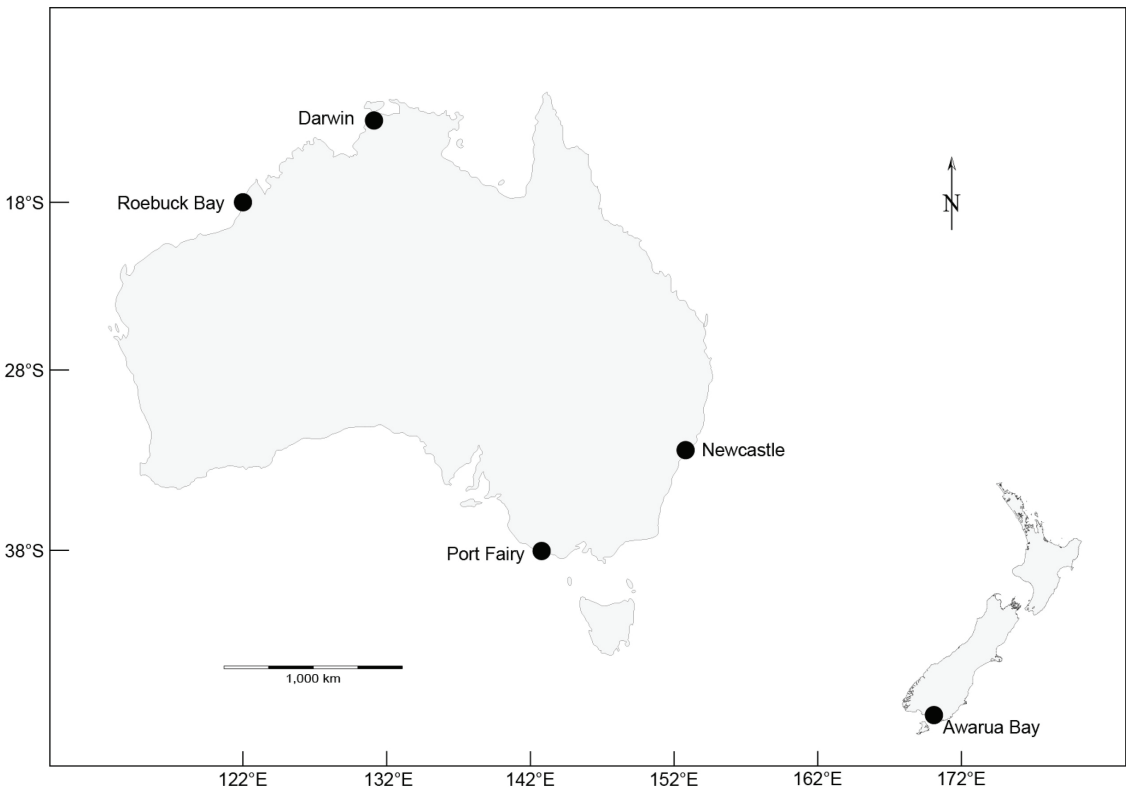 Darwin
Roebuck Bay
18°S
N
28°S
Newcastle
Port Fairy
38°S
1,000 km
Awarua Bay
122°E 132°E 142°E 152°E 162°E 172°E